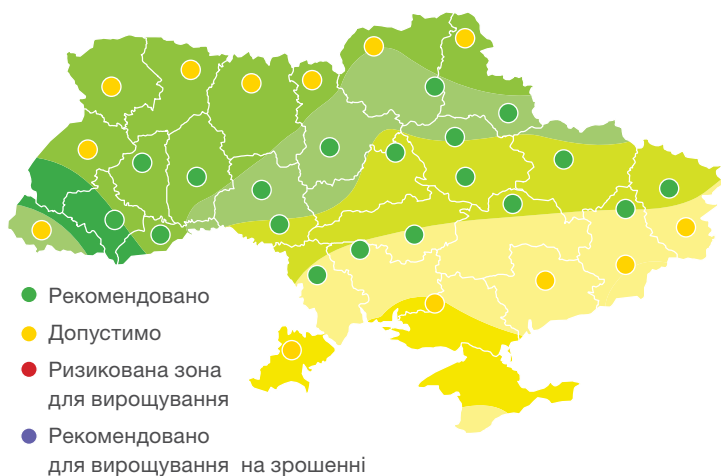 Рекомендовано
Допустимо
Ризикована зона
для вирощування
Рекомендовано
для вирощування на зрошенні